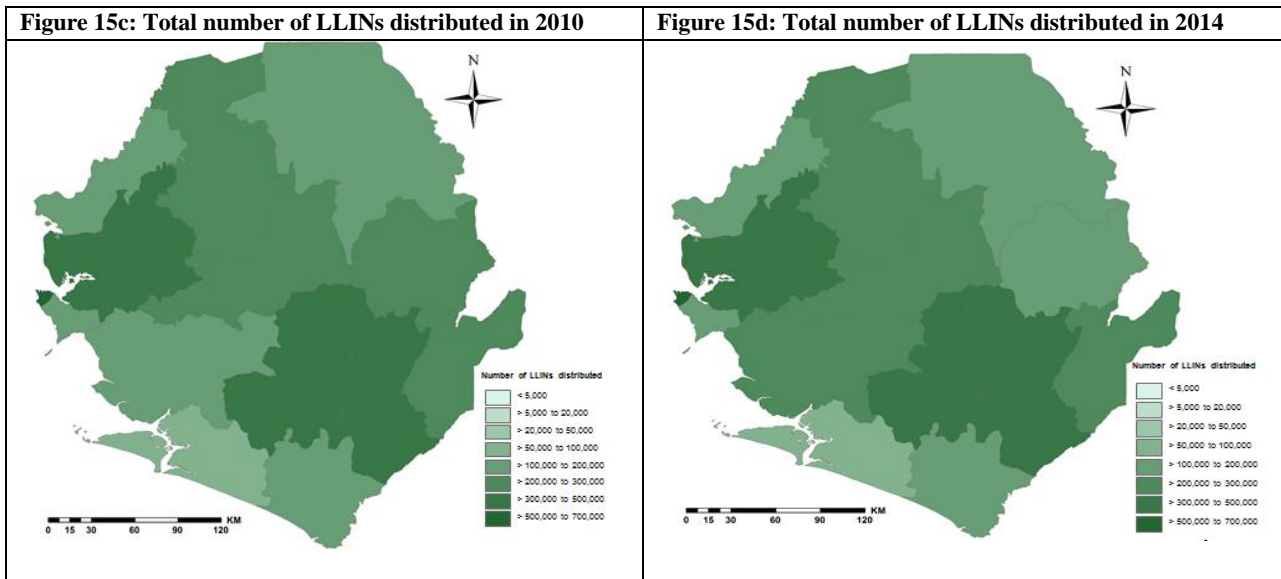 Figure 15c: Total number of LLINs distributed in 2010
N
Number of LLINs distributed
< 5,000
> 5,000 to 20,000
> 20,000 to 50,000
> 50,000 to 100,000
> 100,000 to 200,000
> 200,000 to 300,000
> 300,000 to 500,000
> 500,000 to 700,000
KM
0 15 30 60 90 120
Figure 15d: Total number of LLINs distributed in 2014
N
Number of LLINs distributed
< 5,000
> 5,000 to 20,000
> 20,000 to 50,000
> 50,000 to 100,000
> 100,000 to 200,000
> 200,000 to 300,000
> 300,000 to 500,000
> 500,000 to 700,000
KM
0 15 30 60 90 120